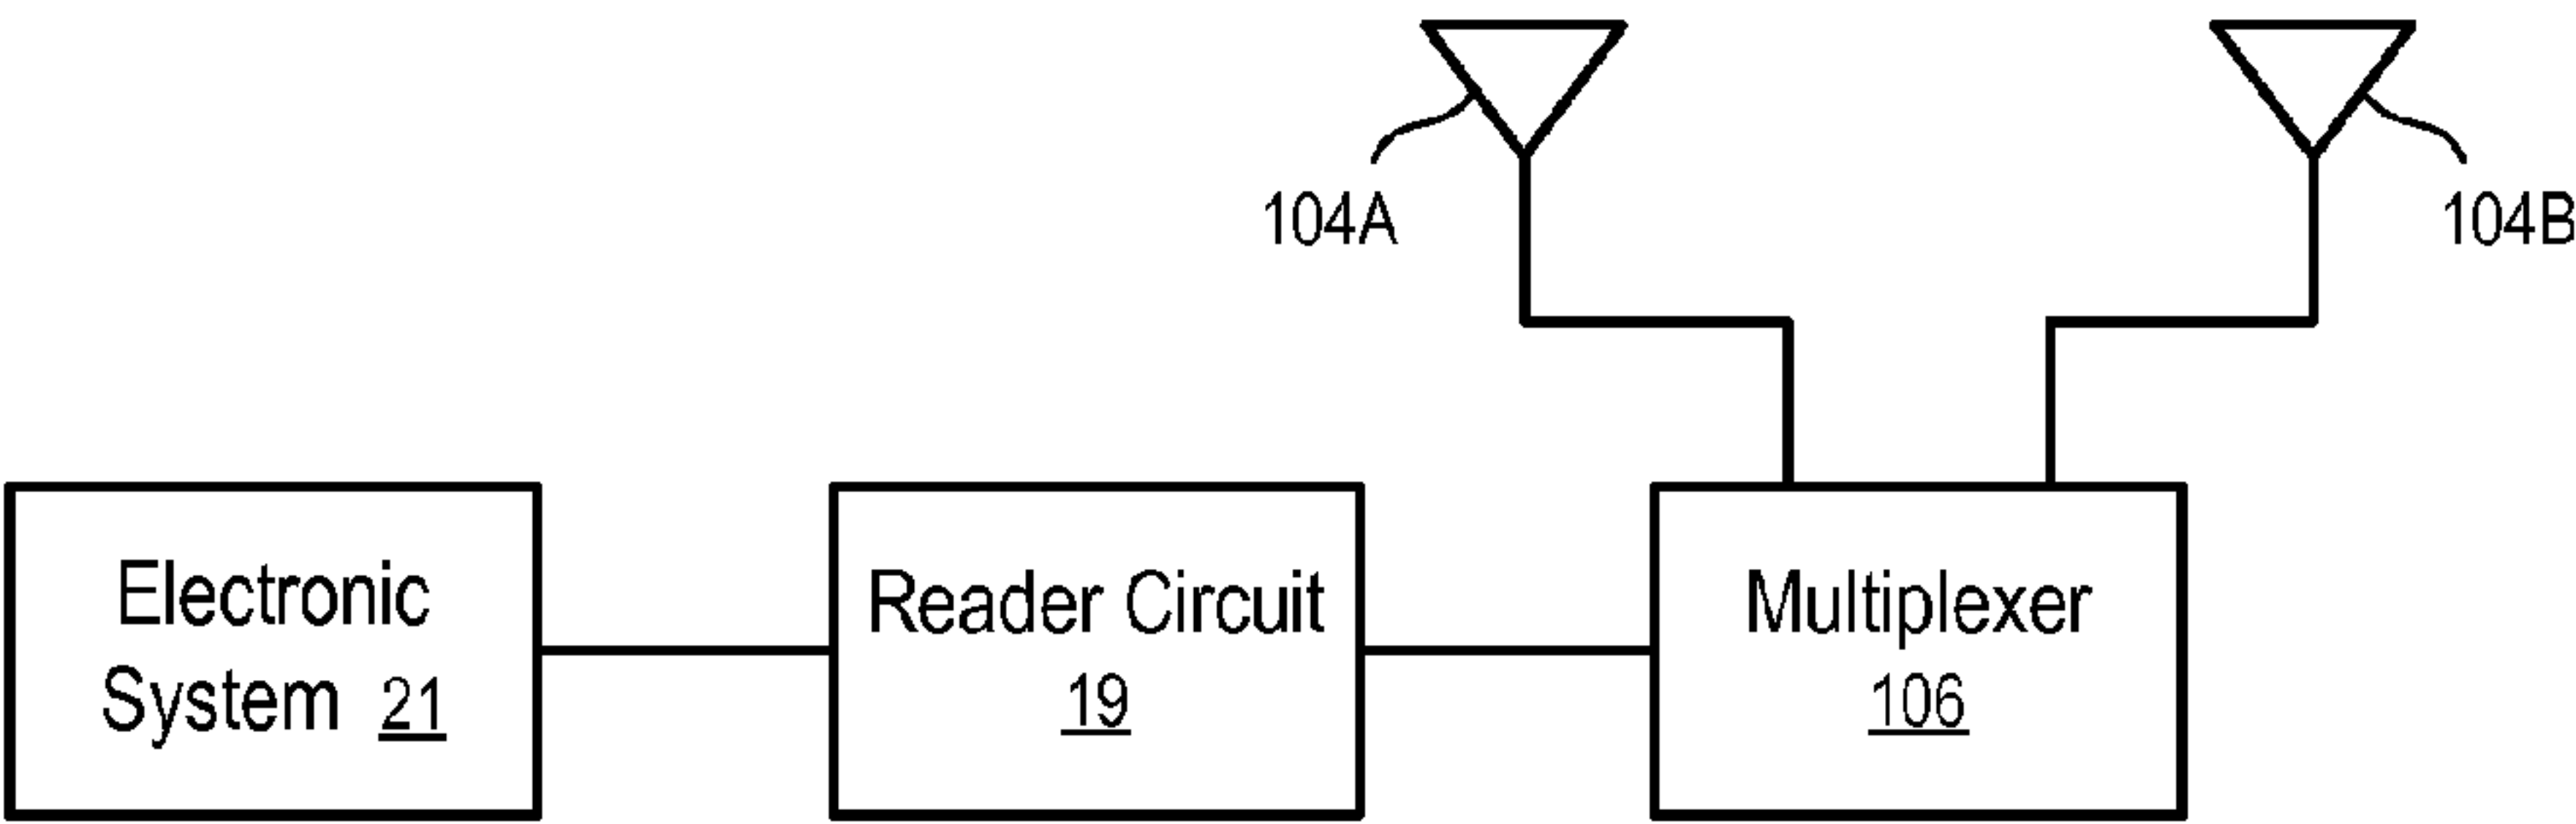 104A
104B
Electronic
System 21
Reader Circuit
19
Multiplexer
106